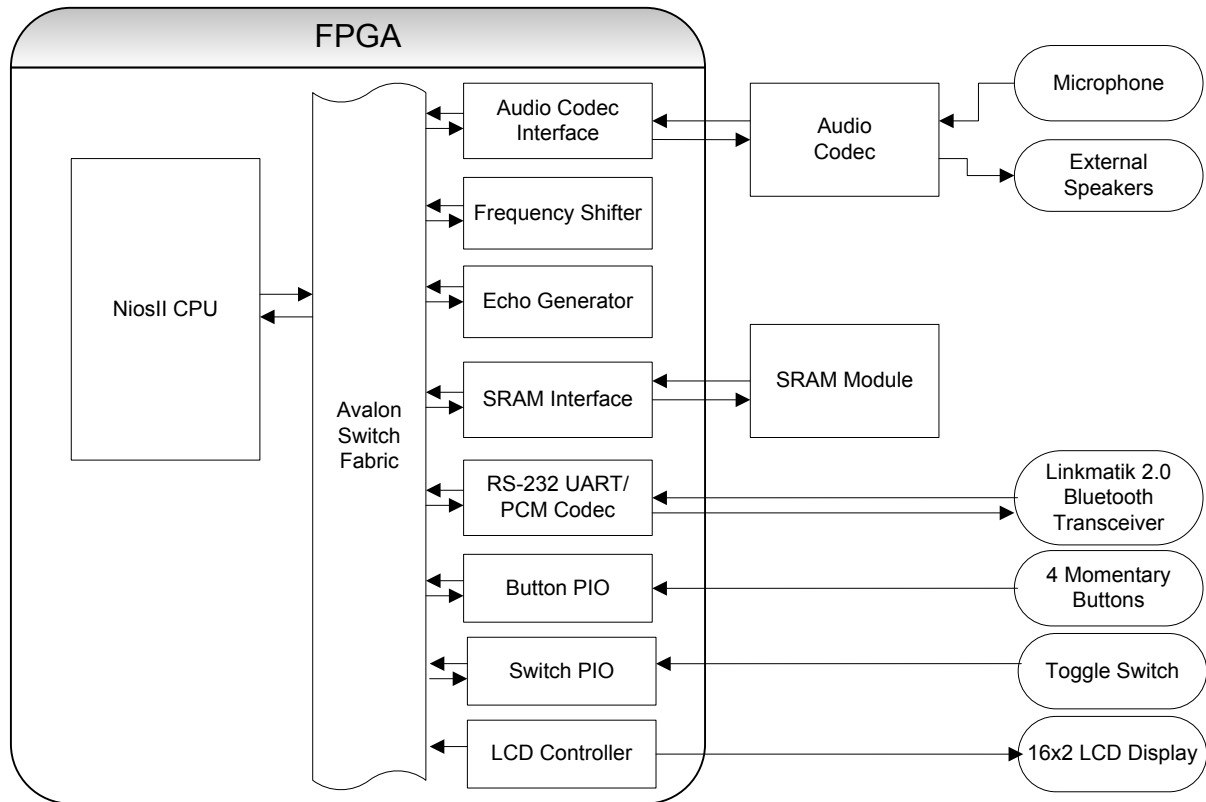 FPGA
Audio Codec
Interface
Audio
Codec
Microphone
External
Speakers
Frequency Shifter
NiosII CPU
Echo Generator
Avalon
Switch
Fabric
SRAM Interface
SRAM Module
RS-232 UART/
PCM Codec
Linkmatik 2.0
Bluetooth
Transceiver
Button PIO
4 Momentary
Buttons
Switch PIO
Toggle Switch
LCD Controller
16x2 LCD Display